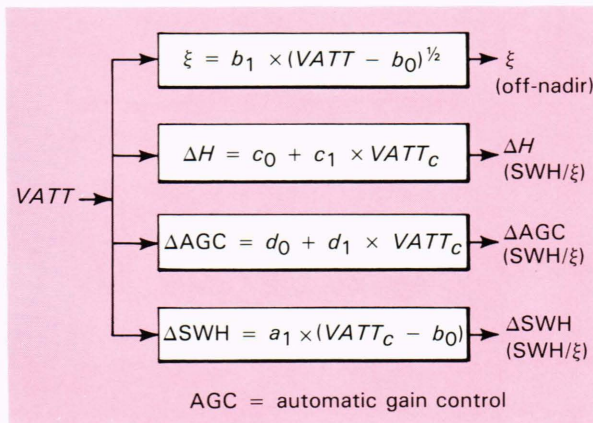 ξ = b₁ × (VATT − b₀)^½
ξ
(off-nadir)
ΔH = c₀ + c₁ × VATT_c
ΔH
(SWH/ξ)
VATT
ΔAGC = d₀ + d₁ × VATT_c
ΔAGC
(SWH/ξ)
ΔSWH = a₁ × (VATT_c − b₀)
ΔSWH
(SWH/ξ)
AGC = automatic gain control